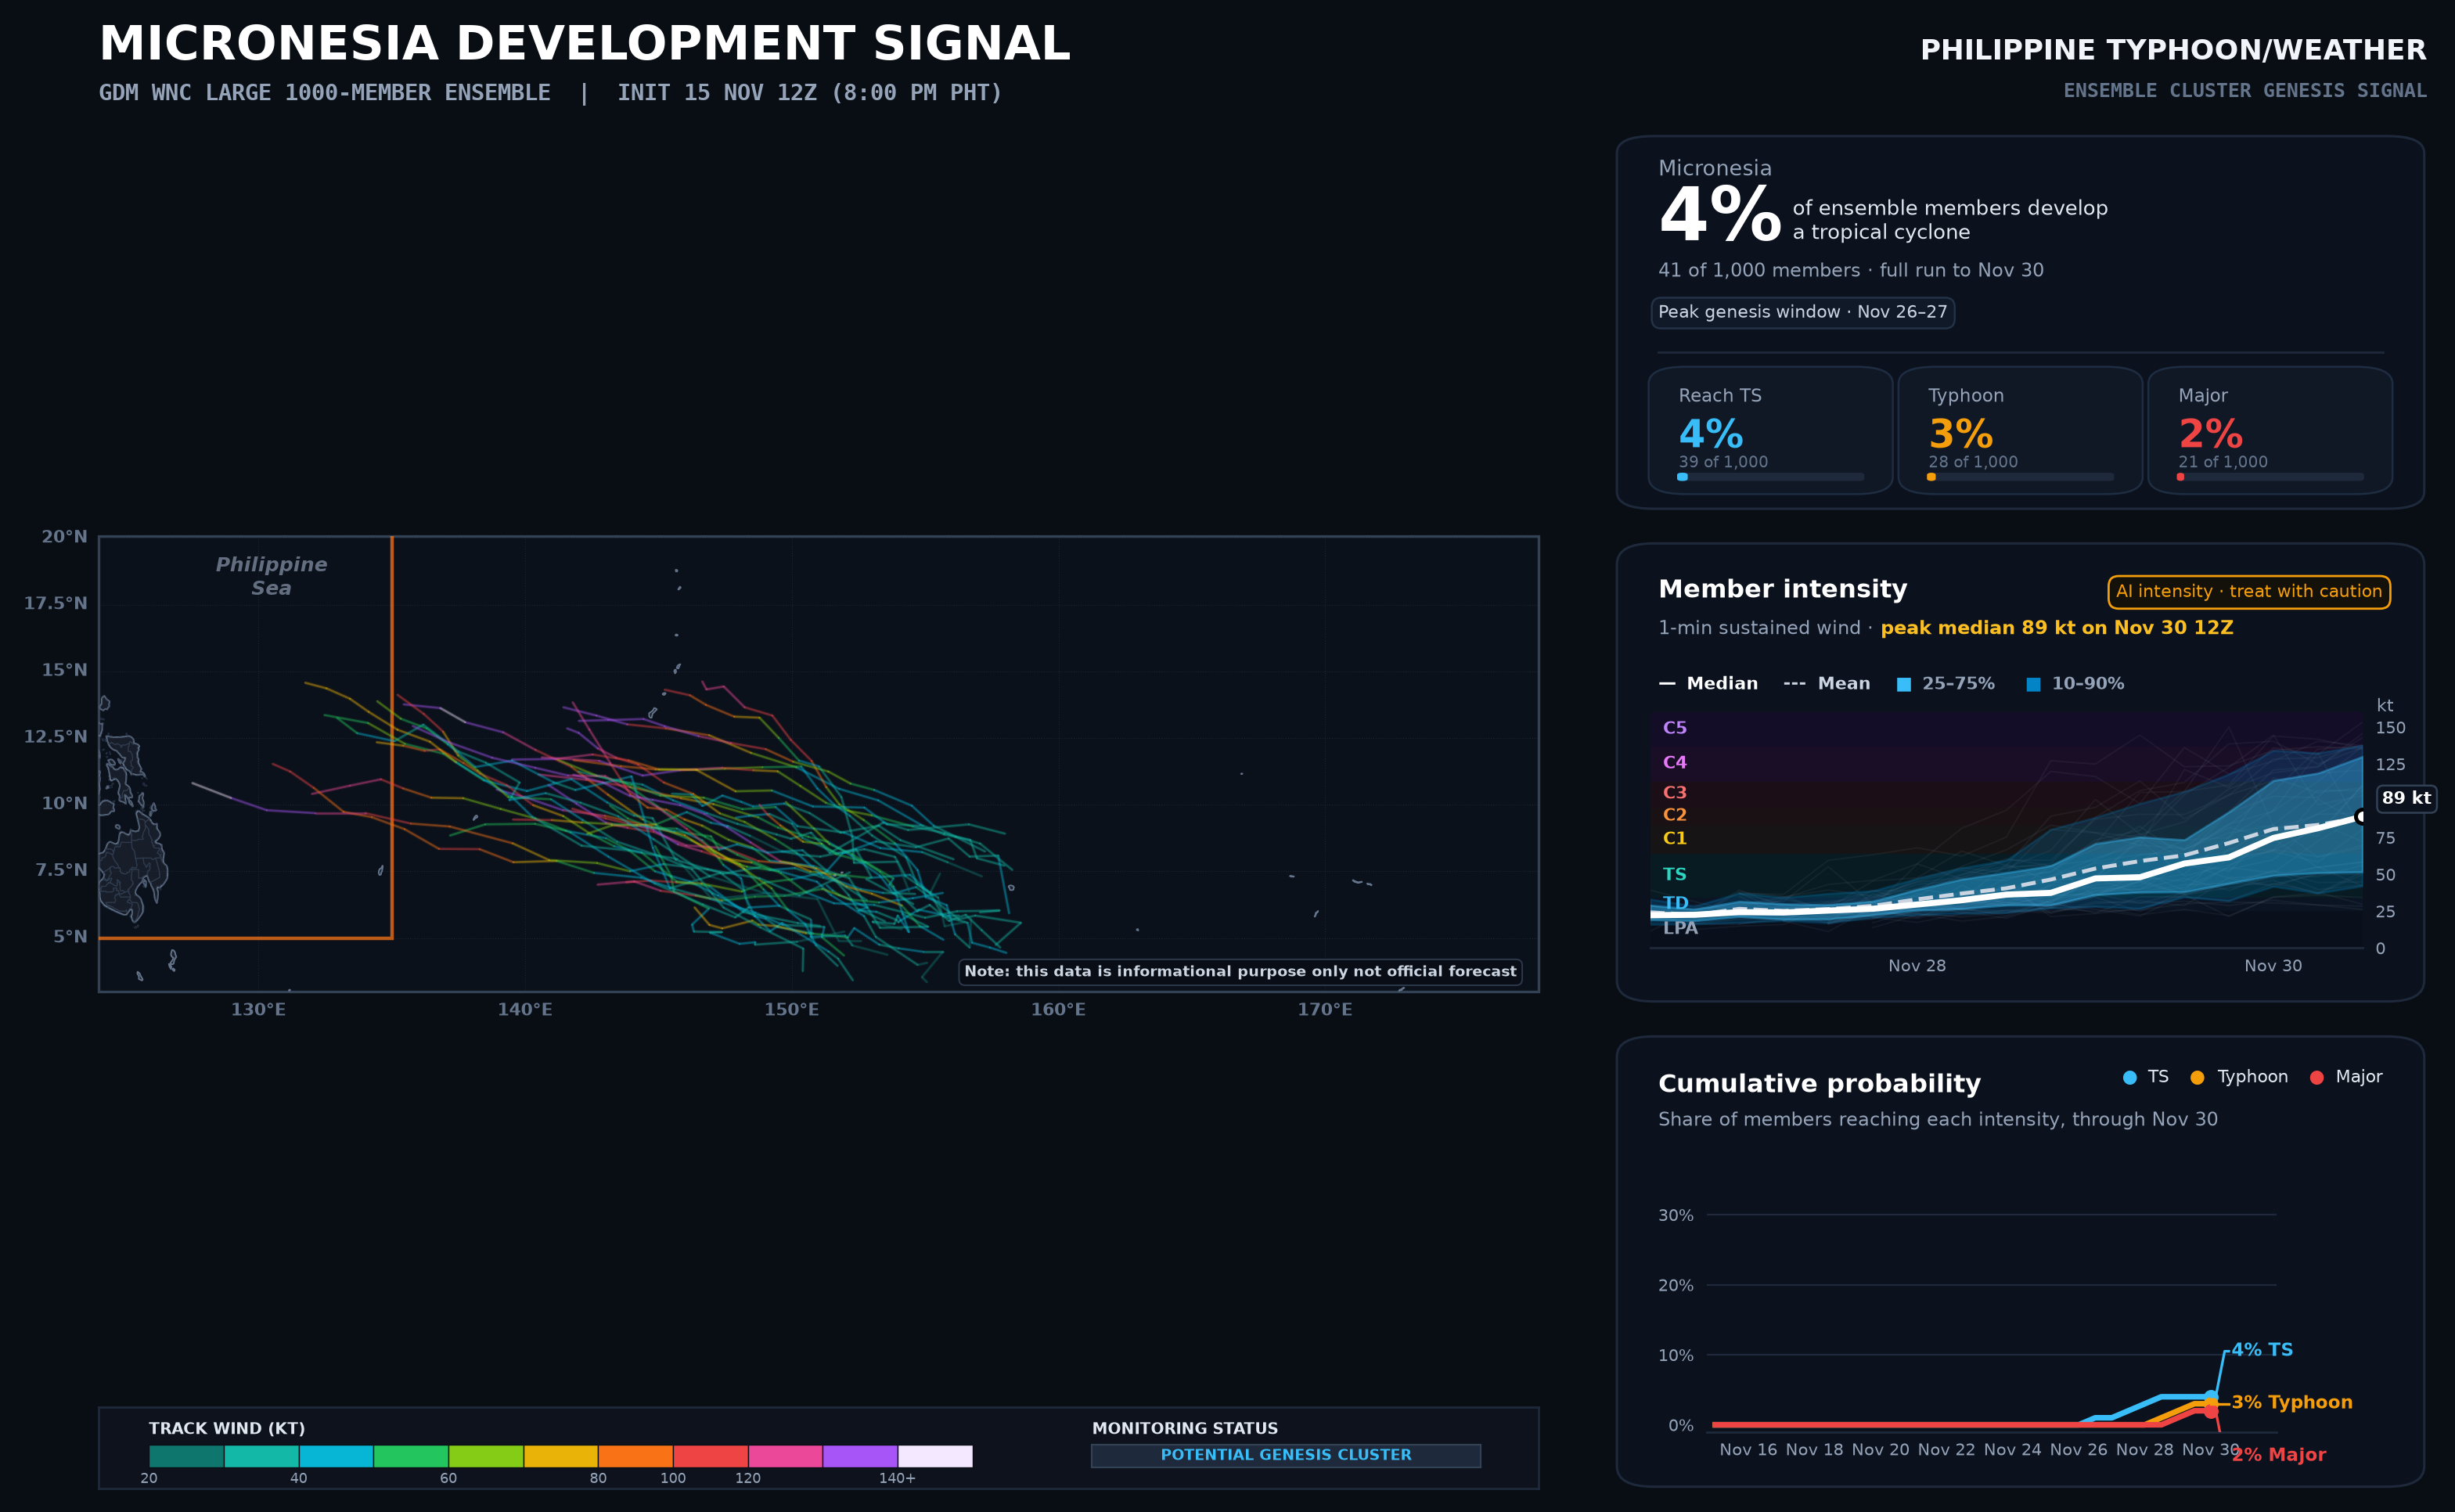 MICRONESIA DEVELOPMENT SIGNAL
GDM WNC LARGE 1000-MEMBER ENSEMBLE | INIT 15 NOV 12Z (8:00 PM PHT)
PHILIPPINE TYPHOON/WEATHER
ENSEMBLE CLUSTER GENESIS SIGNAL
20°N
17.5°N
15°N
12.5°N
10°N
7.5°N
5°N
Philippine
Sea
Note: this data is informational purpose only not official forecast
130°E
140°E
150°E
160°E
170°E
TRACK WIND (KT)
20
40
60
80
100
120
140+
MONITORING STATUS
POTENTIAL GENESIS CLUSTER
Micronesia
4%
of ensemble members develop
a tropical cyclone
41 of 1,000 members · full run to Nov 30
Peak genesis window · Nov 26–27
Reach TS
4%
39 of 1,000
Typhoon
3%
28 of 1,000
Major
2%
21 of 1,000
Member intensity
AI intensity · treat with caution
1-min sustained wind · peak median 89 kt on Nov 30 12Z
Median
Mean
25–75%
10–90%
kt
C5
C4
C3
C2
C1
TS
TD
LPA
150
125
89 kt
75
50
25
0
Nov 28
Nov 30
Cumulative probability
TS
Typhoon
Major
Share of members reaching each intensity, through Nov 30
30%
20%
10%
0%
4% TS
3% Typhoon
2% Major
Nov 16
Nov 18
Nov 20
Nov 22
Nov 24
Nov 26
Nov 28
Nov 30